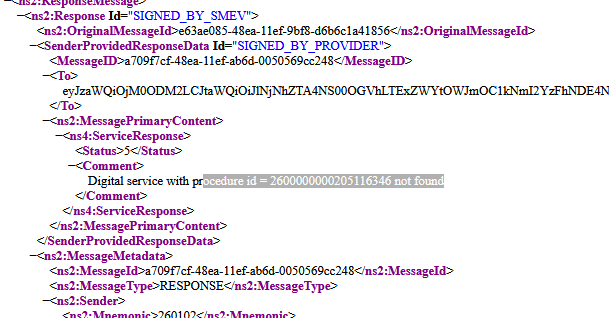 <ns2:ResponseMessage>
−<ns2:Response Id="SIGNED_BY_SMEV">
<ns2:OriginalMessageId>e63ae085-48ea-11ef-9bf8-d6b6c1a41856</ns2:OriginalMessageId>
−<SenderProvidedResponseData Id="SIGNED_BY_PROVIDER">
<MessageID>a709f7cf-48ea-11ef-ab6d-0050569cc248</MessageID>
−<To>
eyJzaWQiOjM0ODM2LCJtaWQiOiJlNjNhZTA4NS00OGVhLTExZWYtOWJmOC1kNmI2YzFhNDE4N
</To>
−<ns2:MessagePrimaryContent>
−<ns4:ServiceResponse>
<Status>5</Status>
−<Comment>
Digital service with procedure id = 2600000000205116346 not found
</Comment>
</ns4:ServiceResponse>
</ns2:MessagePrimaryContent>
</SenderProvidedResponseData>
−<ns2:MessageMetadata>
<ns2:MessageId>a709f7cf-48ea-11ef-ab6d-0050569cc248</ns2:MessageId>
<ns2:MessageType>RESPONSE</ns2:MessageType>
−<ns2:Sender>
<ns2:Mnemonic>260102</ns2:Mnemonic>